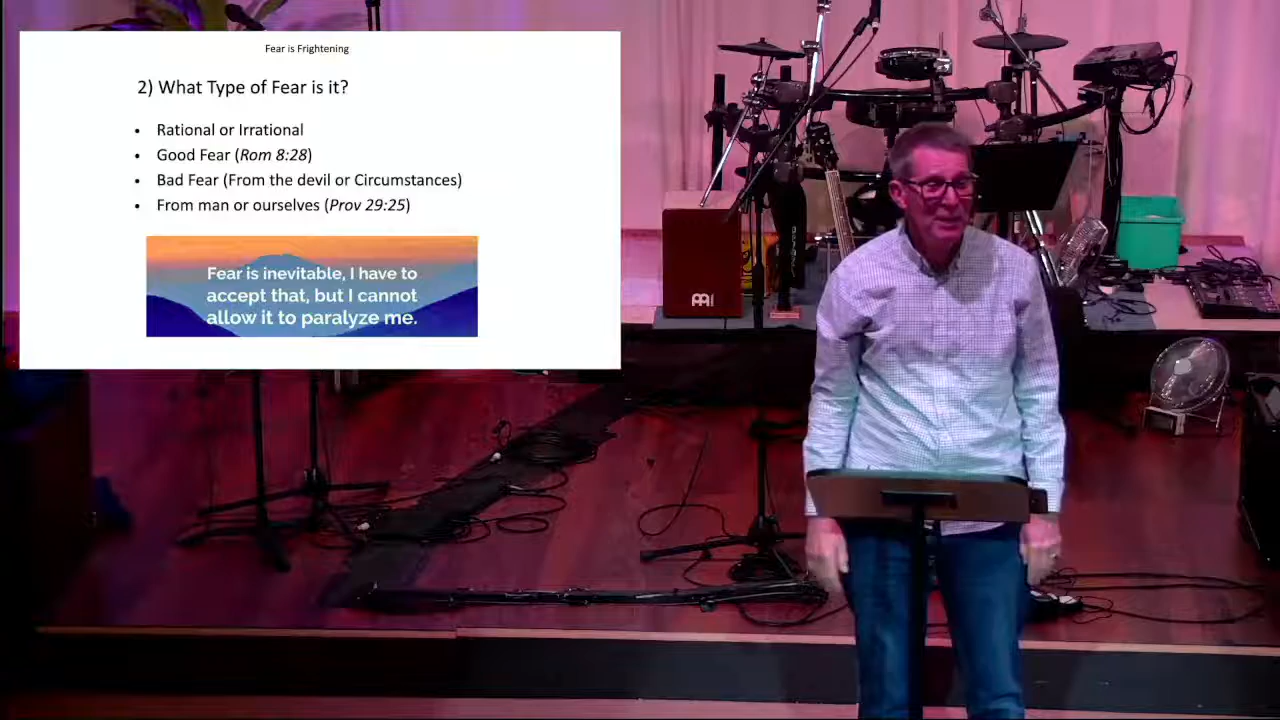 Fear is Frightening
2) What Type of Fear is it?
• Rational or Irrational
• Good Fear (Rom 8:28)
• Bad Fear (From the devil or Circumstances)
• From man or ourselves (Prov 29:25)
Fear is inevitable, I have to
accept that, but I cannot
allow it to paralyze me.